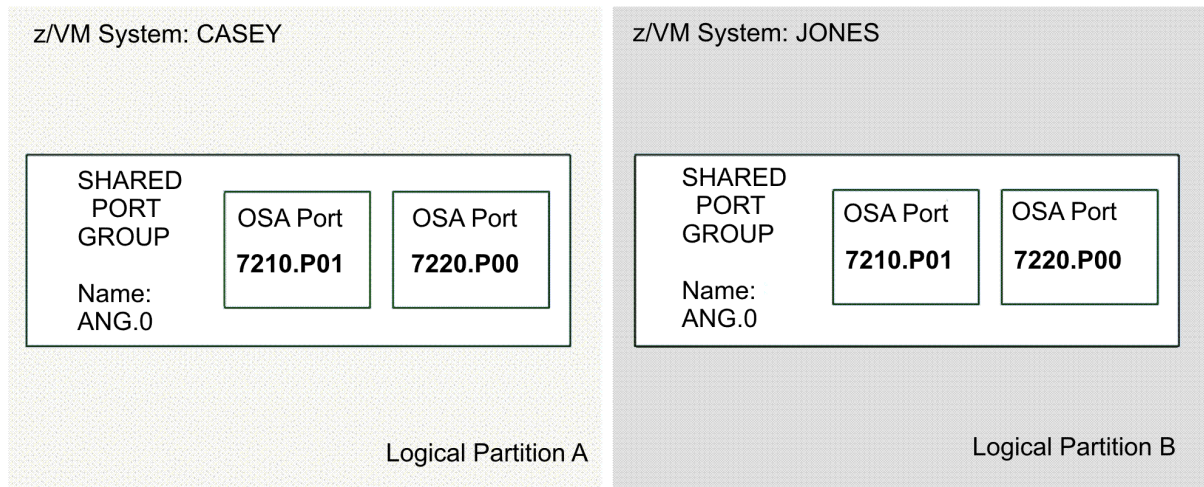 z/VM System: CASEY
SHARED
PORT
GROUP
Name:
ANG.0
OSA Port
7210.P01
OSA Port
7220.P00
Logical Partition A
z/VM System: JONES
SHARED
PORT
GROUP
Name:
ANG.0
OSA Port
7210.P01
OSA Port
7220.P00
Logical Partition B